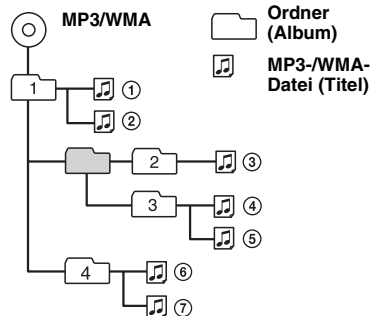 MP3/WMA
Ordner
(Album)
MP3-/WMA-
Datei (Titel)
1
①
②
2
③
3
④
⑤
4
⑥
⑦